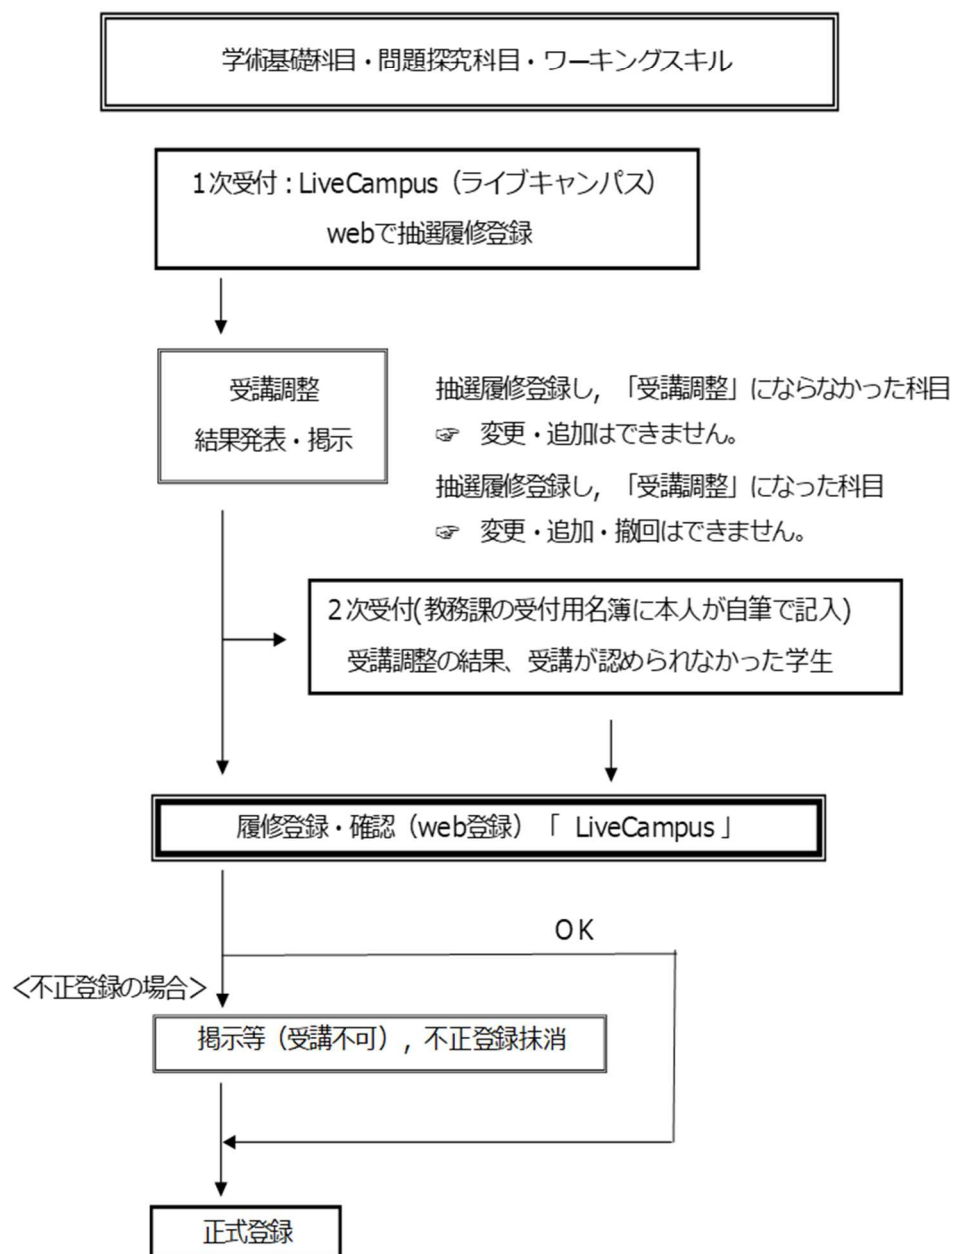 学術基礎科目・問題探究科目・ワーキングスキル
1次受付：LiveCampus（ライブキャンパス）
webで抽選履修登録
受講調整
結果発表・掲示
抽選履修登録し，「受講調整」にならなかった科目
☞ 変更・追加はできません。
抽選履修登録し，「受講調整」になった科目
☞ 変更・追加・撤回はできません。
2次受付(教務課の受付用名簿に本人が自筆で記入)
受講調整の結果、受講が認められなかった学生
履修登録・確認（web登録）「 LiveCampus 」
OK
＜不正登録の場合＞
掲示等（受講不可），不正登録抹消
正式登録